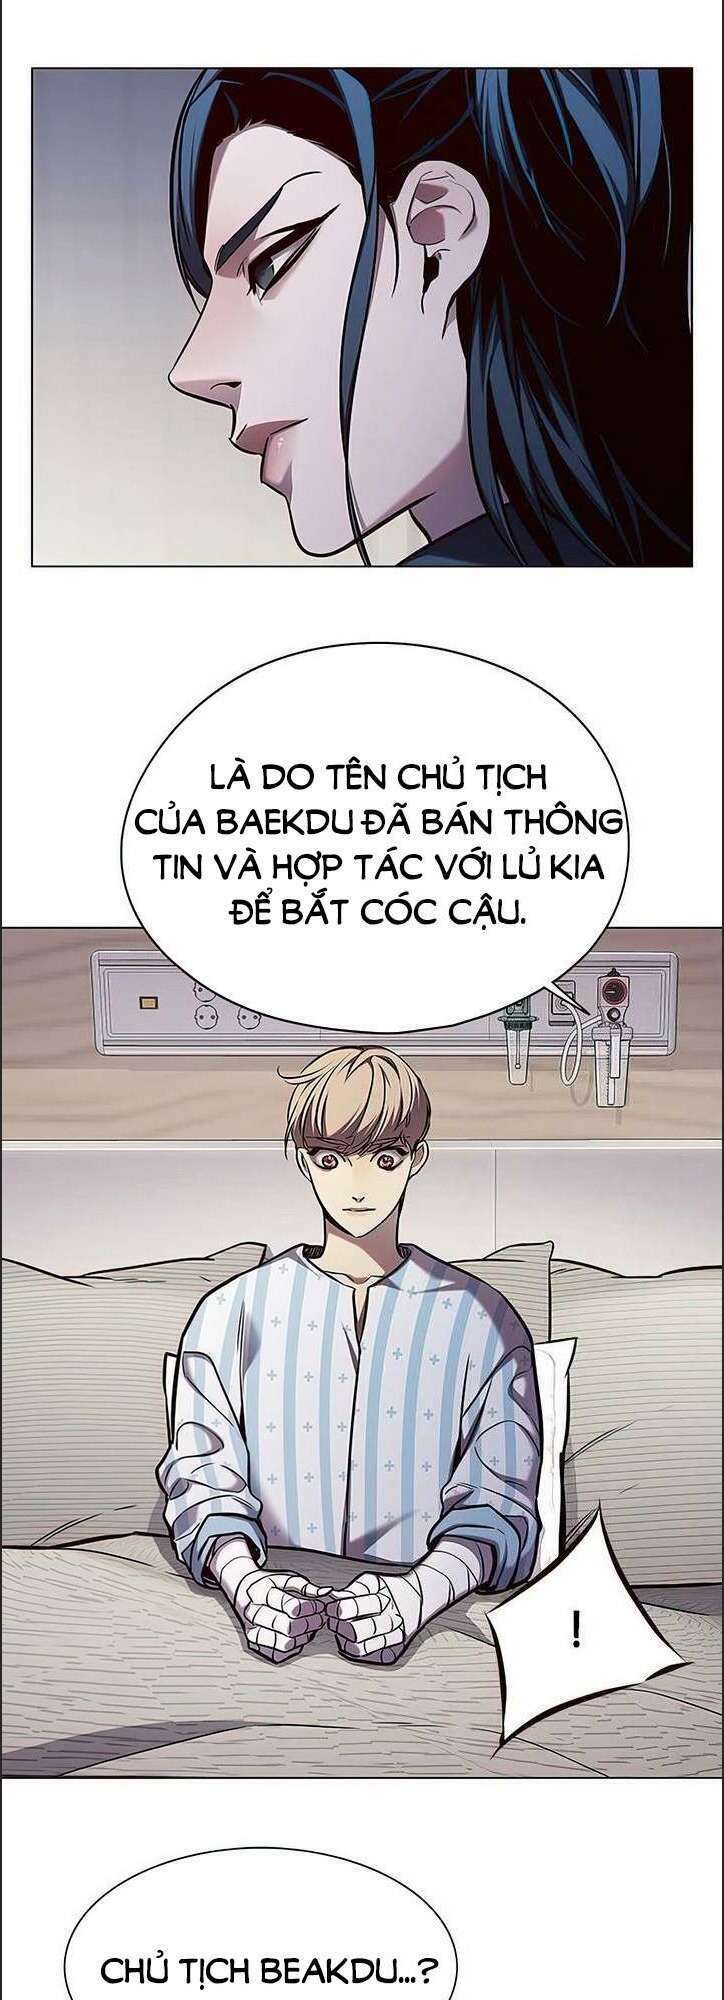 LÀ DO TÊN CHỦ TỊCH
CỦA BAEKDU ĐÃ BÁN THÔNG
TIN VÀ HỢP TÁC VỚI LŨ KIA
ĐỂ BẮT CÓC CẬU.
!
CHỦ TỊCH BEAKDU...?